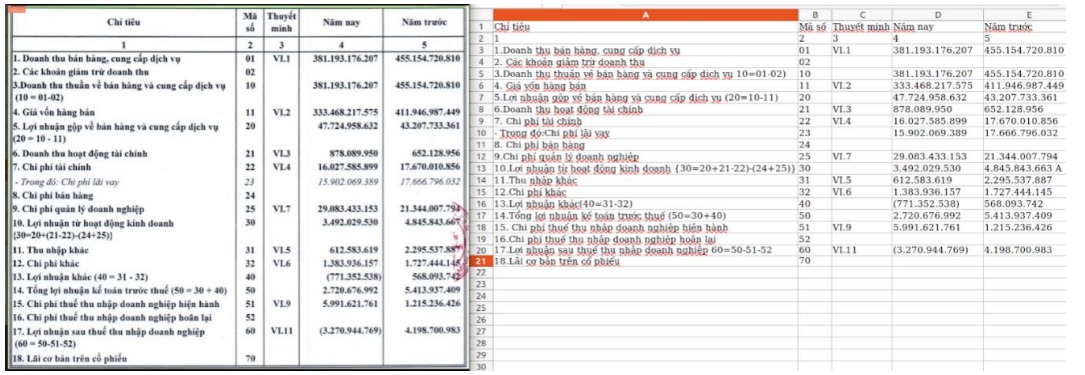 Chỉ tiêu Mã số Thuyết minh Năm nay Năm trước
1 2 3 4 5
1. Doanh thu bán hàng, cung cấp dịch vụ 01 VI.1 381.193.176.207 455.154.720.810
2. Các khoản giảm trừ doanh thu 02
3.Doanh thu thuần về bán hàng và cung cấp dịch vụ 10 381.193.176.207 455.154.720.810
(10 = 01-02)
4. Giá vốn hàng bán 11 VI.2 333.468.217.575 411.946.987.449
5. Lợi nhuận gộp về bán hàng và cung cấp dịch vụ 20 47.724.958.632 43.207.733.361
(20 = 10 - 11)
6. Doanh thu hoạt động tài chính 21 VI.3 878.089.950 652.128.956
7. Chi phí tài chính 22 VI.4 16.027.585.899 17.670.010.856
- Trong đó: Chi phí lãi vay 23 15.902.069.389 17.666.796.032
8. Chi phí bán hàng 24
9. Chi phí quản lý doanh nghiệp 25 VI.7 29.083.433.153 21.344.007.794
10. Lợi nhuận từ hoạt động kinh doanh 30 3.492.029.530 4.845.843.667
{30=20+(21-22)-(24+25)}
11. Thu nhập khác 31 VI.5 612.583.619 2.295.537.887
12. Chi phí khác 32 VI.6 1.383.936.157 1.727.444.145
13. Lợi nhuận khác (40 = 31 - 32) 40 (771.352.538) 568.093.742
14. Tổng lợi nhuận kế toán trước thuế (50 = 30 + 40) 50 2.720.676.992 5.413.937.409
15. Chi phí thuế thu nhập doanh nghiệp hiện hành 51 VI.9 5.991.621.761 1.215.236.426
16. Chi phí thuế thu nhập doanh nghiệp hoãn lại 52
17. Lợi nhuận sau thuế thu nhập doanh nghiệp 60 VI.11 (3.270.944.769) 4.198.700.983
(60 = 50-51-52)
18. Lãi cơ bản trên cổ phiếu 70
A B C D E
1 Chỉ tiêu Mã số Thuyết minh Năm nay Năm trước
2 1 2 3 4 5
3 1.Doanh thu bán hàng, cung cấp dịch vụ 01 VI.1 381.193.176.207 455.154.720.810
4 2. Các khoản giảm trừ doanh thu 02
5 3.Doanh thu thuần về bán hàng và cung cấp dịch vụ 10=01-02) 10 381.193.176.207 455.154.720.810
6 4. Giá vốn hàng bán 11 VI.2 333.468.217.575 411.946.987.449
7 5.Lợi nhuận gộp về bán hàng và cung cấp dịch vụ (20=10-11) 20 47.724.958.632 43.207.733.361
8 6.Doanh thu hoạt động tài chính 21 VI.3 878.089.950 652.128.956
9 7. Chi phí tài chính 22 VI.4 16.027.585.899 17.670.010.856
10 - Trong đó:Chi phí lãi vay 23 15.902.069.389 17.666.796.032
11 8. Chi phí bán hàng 24
12 9.Chi phí quản lý doanh nghiệp 25 VI.7 29.083.433.153 21.344.007.794
13 10.Lợi nhuận từ hoạt động kinh doanh {30=20+21-22)-(24+25)} 30 3.492.029.530 4.845.843.663 A
14 11.Thu nhập khác 31 VI.5 612.583.619 2.295.537.887
15 12.Chi phí khác 32 VI.6 1.383.936.157 1.727.444.145
16 13.Lợi nhuận khác(40=31-32) 40 (771.352.538) 568.093.742
17 14.Tổng lợi nhuận kế toán trước thuế (50=30+40) 50 2.720.676.992 5.413.937.409
18 15. Chi phí thuế thu nhập doanh nghiệp hiện hành 51 VI.9 5.991.621.761 1.215.236.426
19 16.Chi phí thuế thu nhập doanh nghiệp hoãn lại 52
20 17.Lợi nhuận sau thuế thu nhập doanh nghiệp 60=50-51-52 60 VI.11 (3.270.944.769) 4.198.700.983
21 18.Lãi cơ bản trên cổ phiếu 70
22
23
24
25
26
27
28
29
30